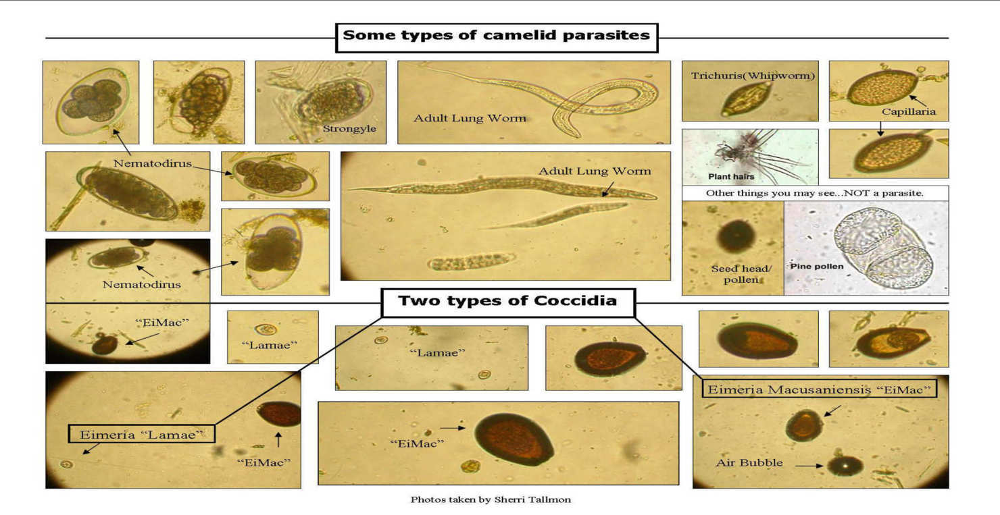 Some types of camelid parasites
Strongyle
Adult Lung Worm
Trichuris(Whipworm)
Capillaria
Nematodirus
Adult Lung Worm
Plant hairs
Other things you may see...NOT a parasite.
Nematodirus
Seed head/
pollen
Pine pollen
Two types of Coccidia
"EiMac"
"Lamae"
"Lamae"
Eimeria "Lamae"
"EiMac"
"EiMac"
Eimeria Macusaniensis "EiMac"
Air Bubble
Photos taken by Sherri Tallmon